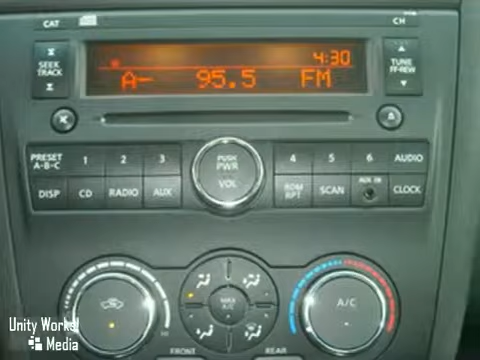 CAT CH
SEEK TRACK
4:30
A- 95.5 FM
TUNE FF-REW
PRESET A-B-C 1 2 3 PUSH PWR VOL 4 5 6 AUDIO
DISP CD RADIO AUX RDM RPT SCAN AUX IN CLOCK
MAX A/C
A/C
FRONT REAR
Unity Works!
Media